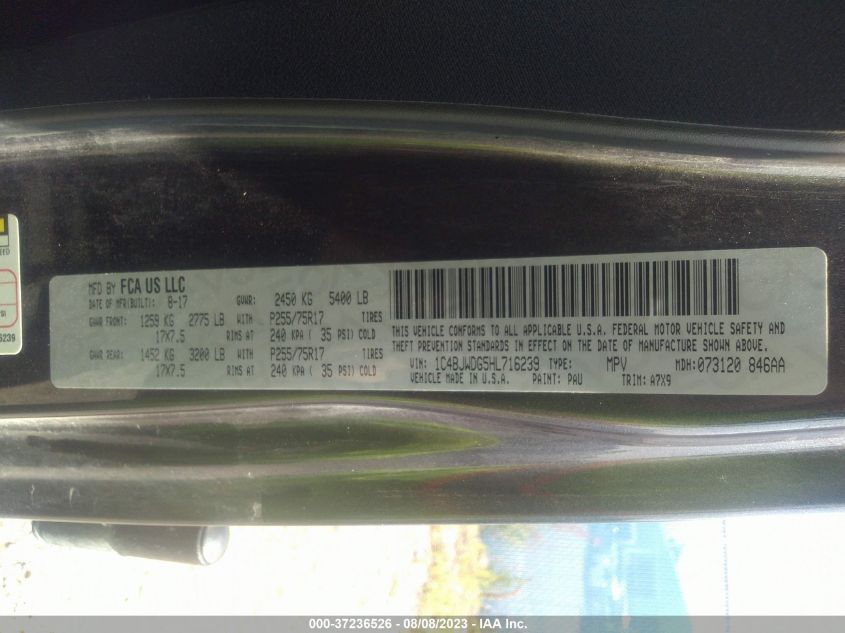 EED
PSI
6239
MFD BY FCA US LLC
DATE OF MFR(BUILT): 8-17 GVWR: 2450 KG 5400 LB
GAWR FRONT: 1259 KG 2775 LB WITH P255/75R17 TIRES
17X7.5 RIMS AT 240 KPA ( 35 PSI) COLD
GAWR REAR: 1452 KG 3200 LB WITH P255/75R17 TIRES
17X7.5 RIMS AT 240 KPA ( 35 PSI) COLD
THIS VEHICLE CONFORMS TO ALL APPLICABLE U.S.A. FEDERAL MOTOR VEHICLE SAFETY AND
THEFT PREVENTION STANDARDS IN EFFECT ON THE DATE OF MANUFACTURE SHOWN ABOVE.
VIN: 1C4BJWDG5HL716239 TYPE: MPV MDH: 073120 846AA
VEHICLE MADE IN U.S.A. PAINT: PAU TRIM: A7X9
000-37236526 - 08/08/2023 - IAA Inc.